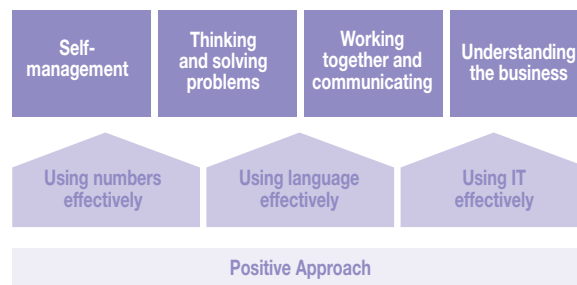 Self-
management
Thinking
and solving
problems
Working
together and
communicating
Understanding
the business
Using numbers
effectively
Using language
effectively
Using IT
effectively
Positive Approach